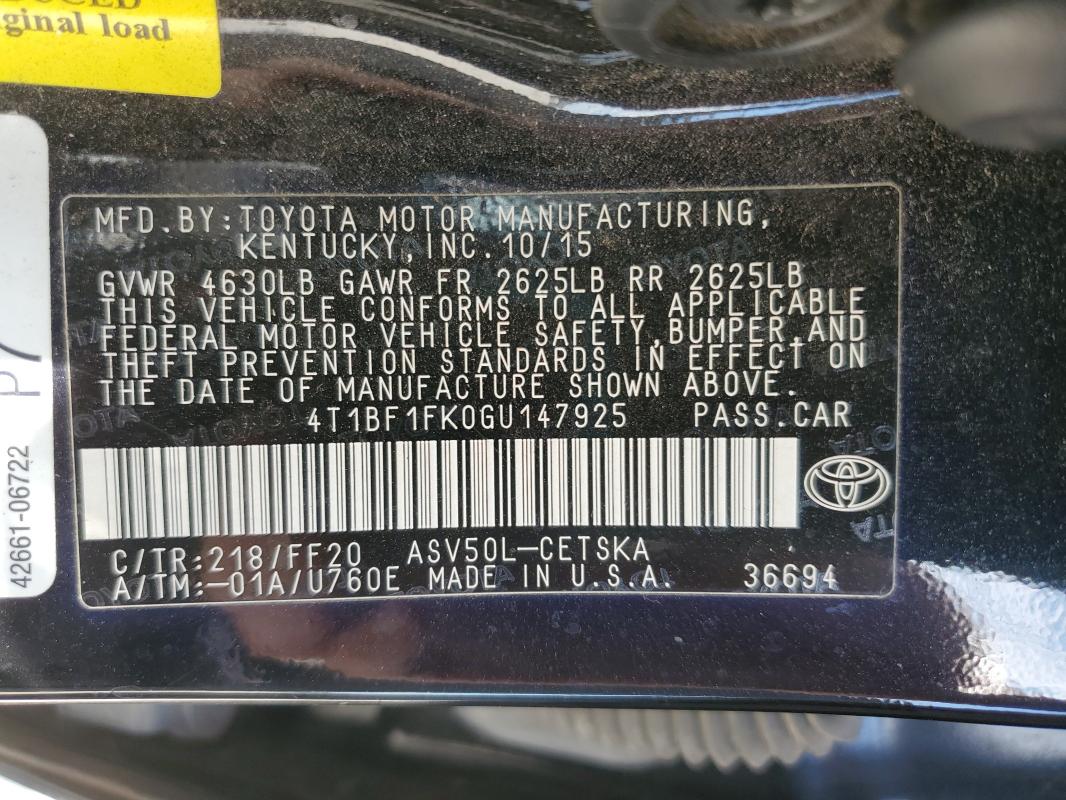 ginal load
P7
42661-06722
MFD.BY:TOYOTA MOTOR MANUFACTURING,
KENTUCKY,INC. 10/15
GVWR 4630LB GAWR FR 2625LB RR 2625LB
THIS VEHICLE CONFORMS TO ALL APPLICABLE
FEDERAL MOTOR VEHICLE SAFETY,BUMPER,AND
THEFT PREVENTION STANDARDS IN EFFECT ON
THE DATE OF MANUFACTURE SHOWN ABOVE.
4T1BF1FK0GU147925 PASS.CAR
C/TR:218/FF20 ASV50L-CETSKA
A/TM:-01A/U760E MADE IN U.S.A. 36694